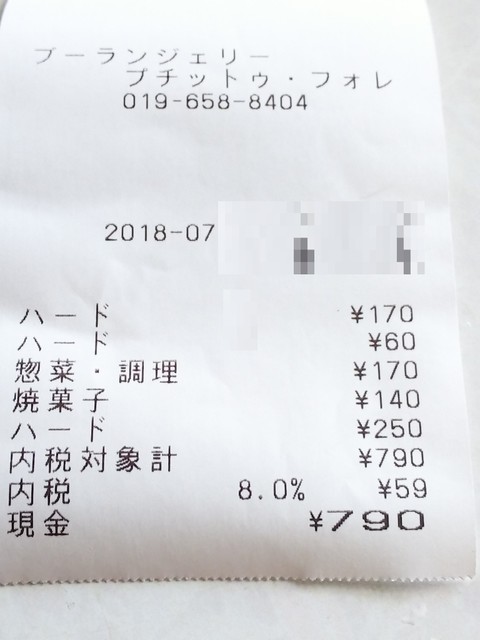 ブーランジェリー
プチットゥ・フォレ
019-658-8404
2018-07
ハード ¥170
ハード ¥60
惣菜・調理 ¥170
焼菓子 ¥140
ハード ¥250
内税対象計 ¥790
内税 8.0% ¥59
現金 ¥790